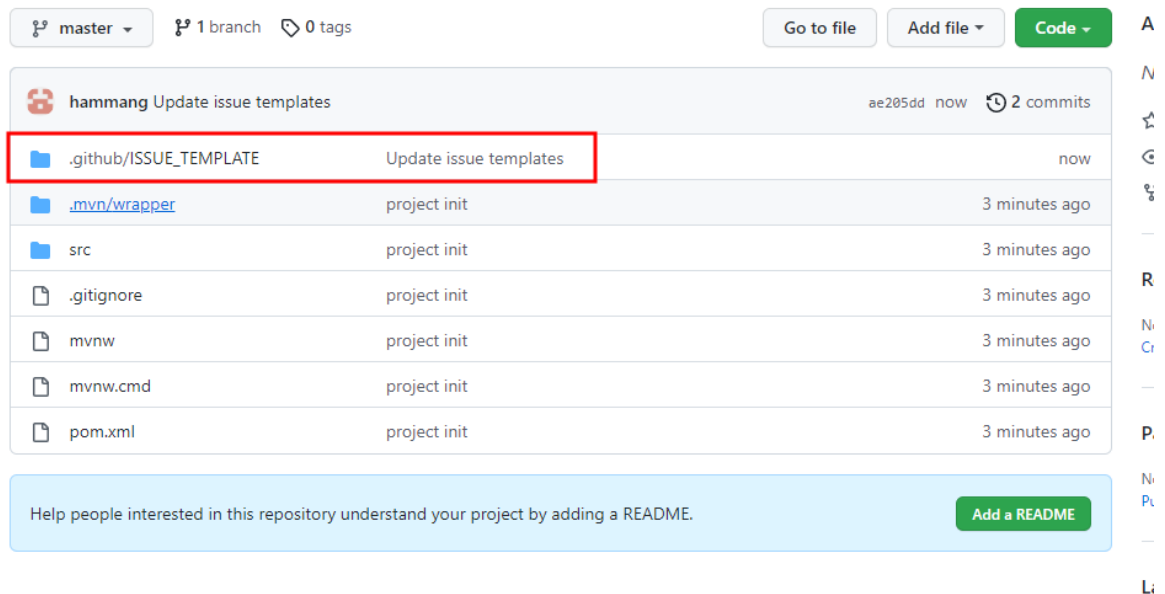 master 1 branch 0 tags Go to file Add file Code
hammang Update issue templates ae205dd now 2 commits
.github/ISSUE_TEMPLATE Update issue templates now
.mvn/wrapper project init 3 minutes ago
src project init 3 minutes ago
.gitignore project init 3 minutes ago
mvnw project init 3 minutes ago
mvnw.cmd project init 3 minutes ago
pom.xml project init 3 minutes ago
Help people interested in this repository understand your project by adding a README. Add a README